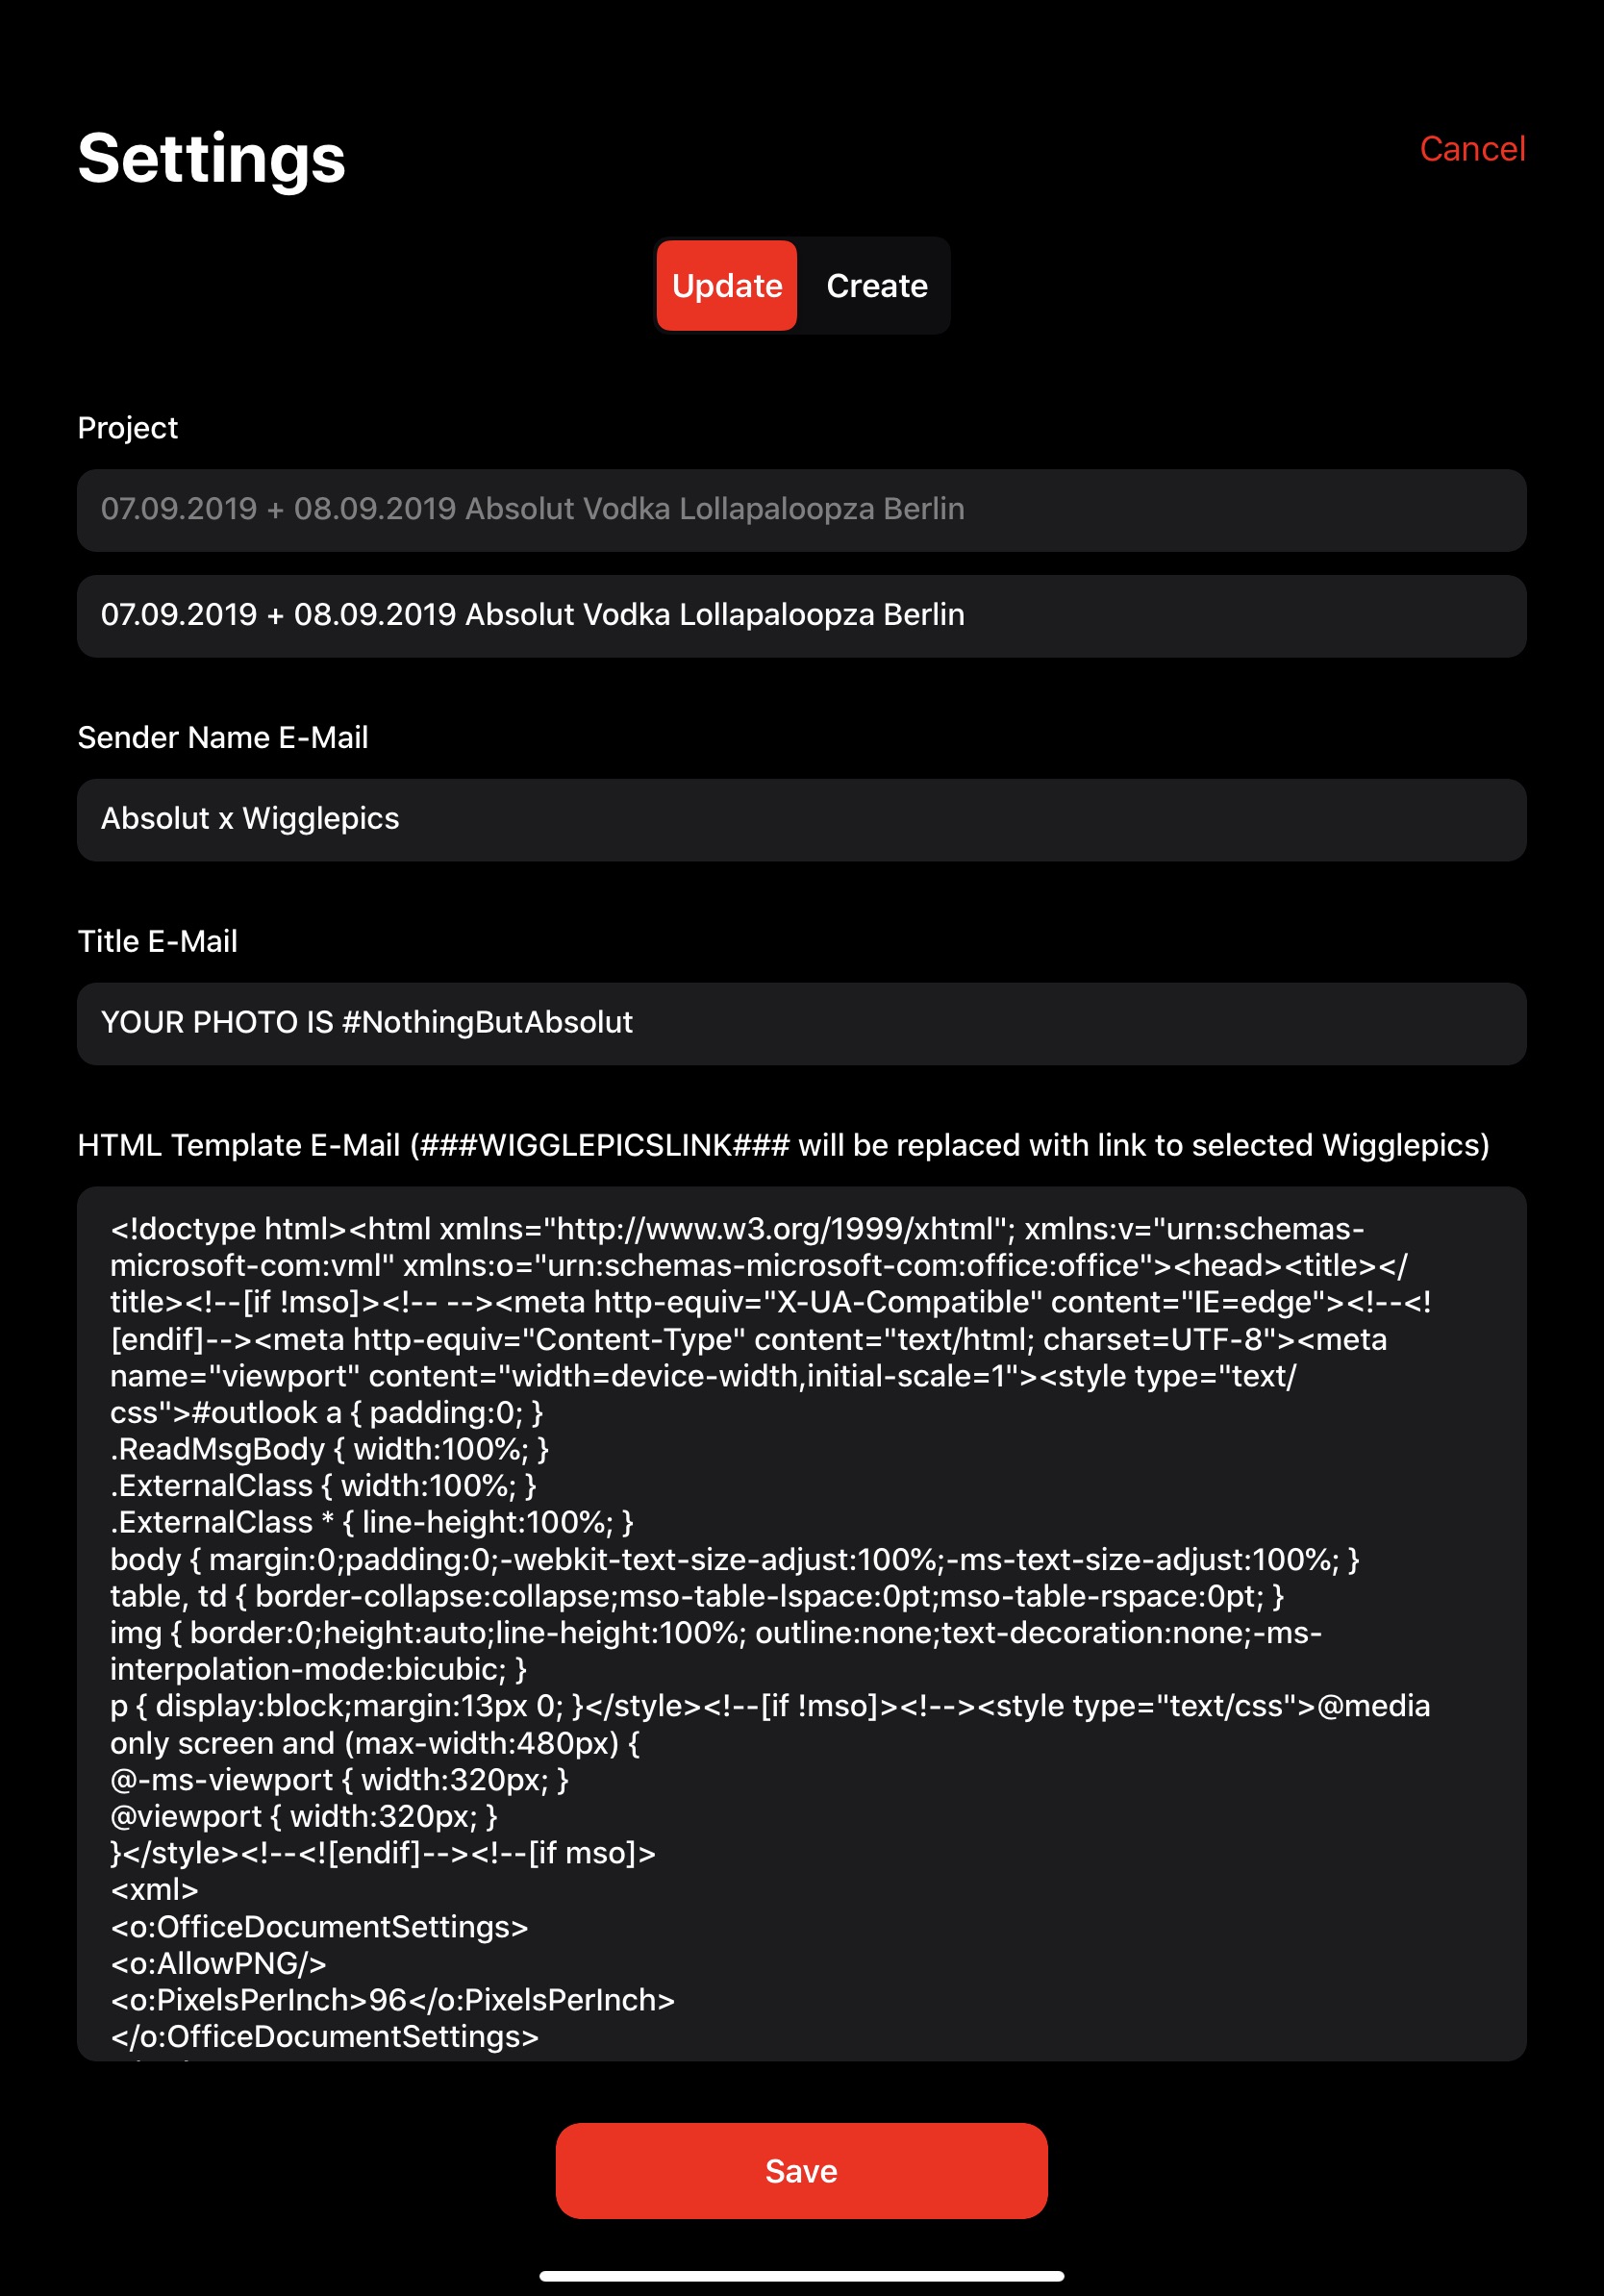 Settings
Cancel
Update
Create
Project
07.09.2019 + 08.09.2019 Absolut Vodka Lollapaloopza Berlin
07.09.2019 + 08.09.2019 Absolut Vodka Lollapaloopza Berlin
Sender Name E-Mail
Absolut x Wigglepics
Title E-Mail
YOUR PHOTO IS #NothingButAbsolut
HTML Template E-Mail (###WIGGLEPICSLINK### will be replaced with link to selected Wigglepics)
<!doctype html><html xmlns="http://www.w3.org/1999/xhtml"; xmlns:v="urn:schemas-
microsoft-com:vml" xmlns:o="urn:schemas-microsoft-com:office:office"><head><title></
title><!--[if !mso]><!-- --><meta http-equiv="X-UA-Compatible" content="IE=edge"><!--<!
[endif]--><meta http-equiv="Content-Type" content="text/html; charset=UTF-8"><meta
name="viewport" content="width=device-width,initial-scale=1"><style type="text/
css">#outlook a { padding:0; }
.ReadMsgBody { width:100%; }
.ExternalClass { width:100%; }
.ExternalClass * { line-height:100%; }
body { margin:0;padding:0;-webkit-text-size-adjust:100%;-ms-text-size-adjust:100%; }
table, td { border-collapse:collapse;mso-table-lspace:0pt;mso-table-rspace:0pt; }
img { border:0;height:auto;line-height:100%; outline:none;text-decoration:none;-ms-
interpolation-mode:bicubic; }
p { display:block;margin:13px 0; }</style><!--[if !mso]><!--><style type="text/css">@media
only screen and (max-width:480px) {
@-ms-viewport { width:320px; }
@viewport { width:320px; }
}</style><!--<![endif]--><!--[if mso]>
<xml>
<o:OfficeDocumentSettings>
<o:AllowPNG/>
<o:PixelsPerInch>96</o:PixelsPerInch>
</o:OfficeDocumentSettings>
Save